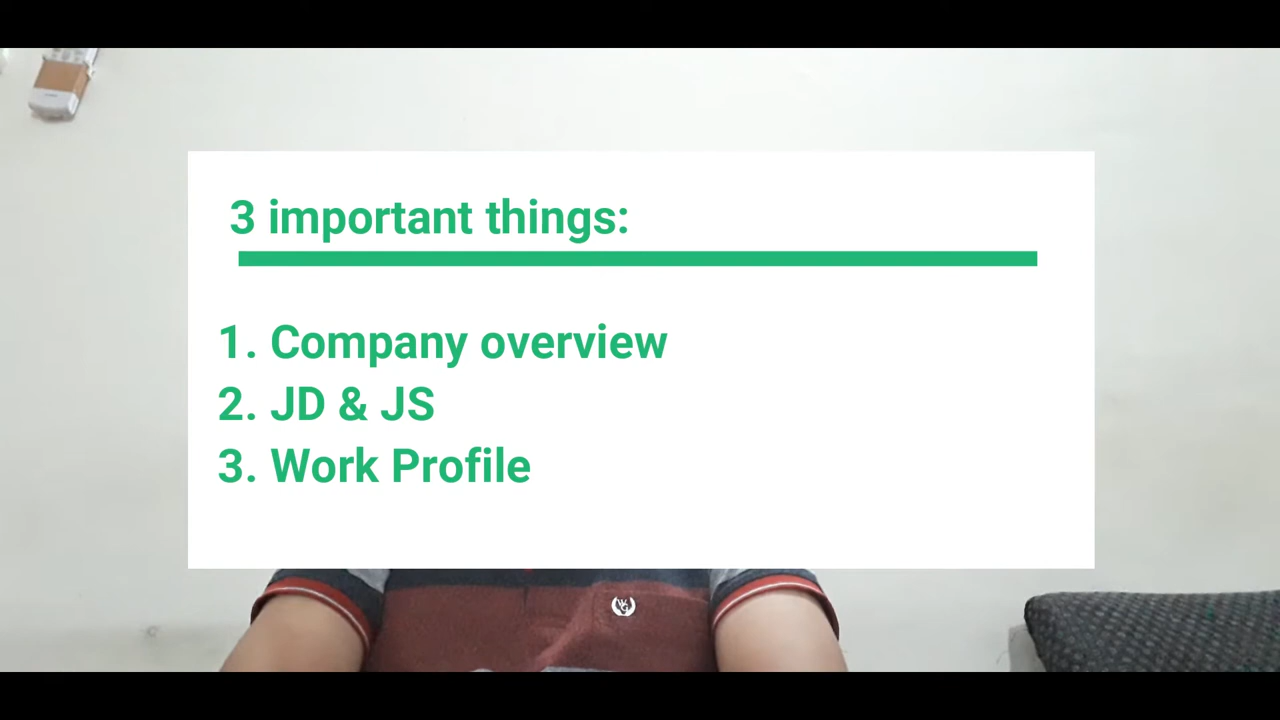 3 important things:
1. Company overview
2. JD & JS
3. Work Profile